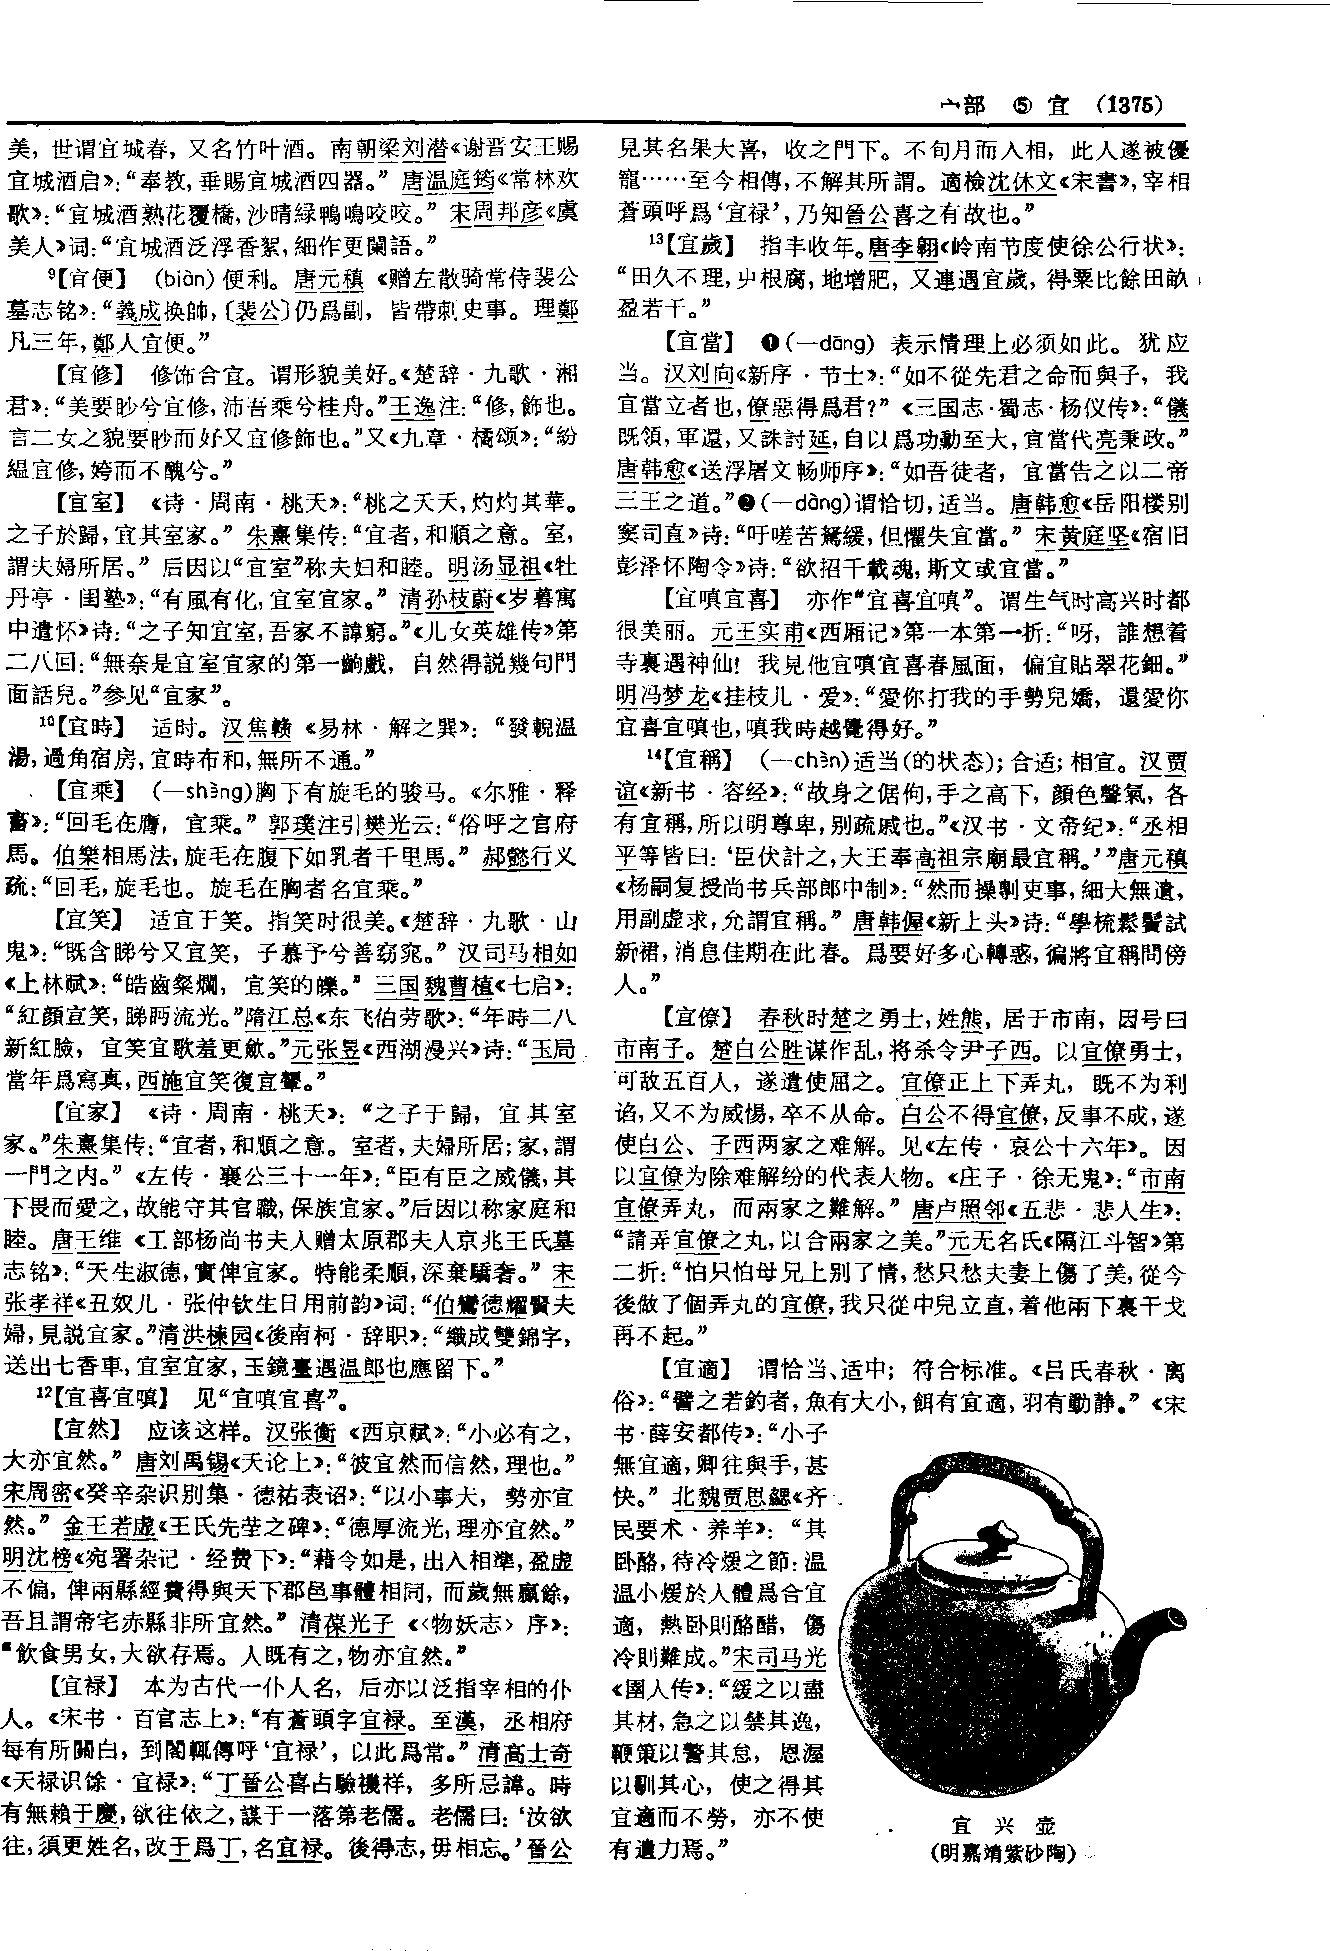 宀部 ⑤ 宜 (1375)
美，世谓宜城春，又名竹叶酒。南朝梁刘潜《谢晋安王赐
宜城酒启》：“奉教，垂賜宜城酒四器。”唐温庭筠《常林欢
歌》：“宜城酒熟花覆橋，沙晴緑鴨鳴咬咬。”宋周邦彦《虞
美人》词：“宜城酒泛浮香絮，細作更闌語。”
⁹【宜便】 (biàn)便利。唐元稹《赠左散骑常侍裴公
墓志铭》：“義成换帥，〔裴公〕仍爲副，皆帶刺史事。理鄭
凡三年，鄭人宜便。”
【宜修】 修饰合宜。谓形貌美好。《楚辞·九歌·湘
君》：“美要眇兮宜修，沛吾乘兮桂舟。”王逸注：“修，飾也。
言二女之貌要眇而好又宜修飾也。”又《九章·橘颂》：“紛
緼宜修，姱而不醜兮。”
【宜室】 《诗·周南·桃夭》：“桃之夭夭，灼灼其華。
之子於歸，宜其室家。”朱熹集传：“宜者，和順之意。室，
謂夫婦所居。”后因以“宜室”称夫妇和睦。明汤显祖《牡
丹亭·闺塾》：“有風有化，宜室宜家。”清孙枝蔚《岁暮寓
中遣怀》诗：“之子知宜室，吾家不諱窮。”《儿女英雄传》第
二八回：“無奈是宜室宜家的第一齣戲，自然得説幾句門
面話兒。”参见“宜家”。
¹⁰【宜時】 适时。汉焦赣《易林·解之巽》：“發輗温
湯，過角宿房，宜時布和，無所不通。”
【宜乘】 (—shèng)胸下有旋毛的骏马。《尔雅·释
畜》：“回毛在膺，宜乘。”郭璞注引樊光云：“俗呼之官府
馬。伯樂相馬法，旋毛在腹下如乳者千里馬。”郝懿行义
疏：“回毛，旋毛也。旋毛在胸者名宜乘。”
【宜笑】 适宜于笑。指笑时很美。《楚辞·九歌·山
鬼》：“既含睇兮又宜笑，子慕予兮善窈窕。”汉司马相如
《上林赋》：“皓齒粲爛，宜笑的皪。”三国魏曹植《七启》：
“紅顔宜笑，睇眄流光。”隋江总《东飞伯劳歌》：“年時二八
新紅臉，宜笑宜歌羞更斂。”元张昱《西湖漫兴》诗：“玉局
當年爲寫真，西施宜笑復宜顰。”
【宜家】 《诗·周南·桃夭》：“之子于歸，宜其室
家。”朱熹集传：“宜者，和順之意。室者，夫婦所居；家，謂
一門之内。”《左传·襄公三十一年》：“臣有臣之威儀，其
下畏而愛之，故能守其官職，保族宜家。”后因以称家庭和
睦。唐王维《工部杨尚书夫人赠太原郡夫人京兆王氏墓
志铭》：“天生淑德，實俾宜家。特能柔順，深棄驕奢。”宋
张孝祥《丑奴儿·张仲钦生日用前韵》词：“伯鸞德耀賢夫
婦，見説宜家。”清洪楝园《後南柯·辞职》：“織成雙錦字，
送出七香車，宜室宜家，玉鏡臺遇温郎也應留下。”
¹²【宜喜宜嗔】 见“宜嗔宜喜”。
【宜然】 应该这样。汉张衡《西京赋》：“小必有之，
大亦宜然。”唐刘禹锡《天论上》：“彼宜然而信然，理也。”
宋周密《癸辛杂识别集·德祐表诏》：“以小事大，勢亦宜
然。”金王若虚《王氏先茔之碑》：“德厚流光，理亦宜然。”
明沈榜《宛署杂记·经费下》：“藉令如是，出入相準，盈虚
不偏，俾兩縣經費得與天下郡邑事體相同，而歲無羸餘，
吾且謂帝宅赤縣非所宜然。”清葆光子《〈物妖志〉序》：
“飲食男女，大欲存焉。人既有之，物亦宜然。”
【宜禄】 本为古代一仆人名，后亦以泛指宰相的仆
人。《宋书·百官志上》：“有蒼頭字宜禄。至漢，丞相府
每有所關白，到閤輒傳呼‘宜禄’，以此爲常。”清高士奇
《天禄识馀·宜禄》：“丁晉公喜占驗禨祥，多所忌諱。時
有無賴于慶，欲往依之，謀于一落第老儒。老儒曰：‘汝欲
往，須更姓名，改于爲丁，名宜禄。後得志，毋相忘。’晉公
見其名果大喜，收之門下。不旬月而入相，此人遂被優
寵……至今相傳，不解其所謂。適檢沈休文《宋書》，宰相
蒼頭呼爲‘宜禄’，乃知晉公喜之有故也。”
¹³【宜歲】 指丰收年。唐李翱《岭南节度使徐公行状》：
“田久不理，屮根腐，地增肥，又連遇宜歲，得粟比餘田畝
盈若干。”
【宜當】 ❶(—dāng) 表示情理上必须如此。犹应
当。汉刘向《新序·节士》：“如不從先君之命而與子，我
宜當立者也，僚惡得爲君？”《三国志·蜀志·杨仪传》：“儀
既領，軍還，又誅討延，自以爲功勳至大，宜當代亮秉政。”
唐韩愈《送浮屠文畅师序》：“如吾徒者，宜當告之以二帝
三王之道。”❷(—dàng)谓恰切，适当。唐韩愈《岳阳楼别
窦司直》诗：“吁嗟苦駑緩，但懼失宜當。”宋黄庭坚《宿旧
彭泽怀陶令》诗：“欲招千載魂，斯文或宜當。”
【宜嗔宜喜】 亦作“宜喜宜嗔”。谓生气时高兴时都
很美丽。元王实甫《西厢记》第一本第一折：“呀，誰想着
寺裏遇神仙！我見他宜嗔宜喜春風面，偏宜貼翠花鈿。”
明冯梦龙《挂枝儿·爱》：“愛你打我的手勢兒嬌，還愛你
宜喜宜嗔也，嗔我時越覺得好。”
¹⁴【宜稱】 (—chèn)适当(的状态)；合适；相宜。汉贾
谊《新书·容经》：“故身之倨佝，手之高下，顔色聲氣，各
有宜稱，所以明尊卑，别疏戚也。”《汉书·文帝纪》：“丞相
平等皆曰：‘臣伏計之，大王奉高祖宗廟最宜稱。’”唐元稹
《杨嗣复授尚书兵部郎中制》：“然而操剸吏事，細大無遺，
用副虚求，允謂宜稱。”唐韩偓《新上头》诗：“學梳鬆鬢試
新裙，消息佳期在此春。爲要好多心轉惑，徧將宜稱問傍
人。”
【宜僚】 春秋时楚之勇士，姓熊，居于市南，因号曰
市南子。楚白公胜谋作乱，将杀令尹子西。以宜僚勇士，
可敌五百人，遂遣使屈之。宜僚正上下弄丸，既不为利
谄，又不为威惕，卒不从命。白公不得宜僚，反事不成，遂
使白公、子西两家之难解。见《左传·哀公十六年》。因
以宜僚为除难解纷的代表人物。《庄子·徐无鬼》：“市南
宜僚弄丸，而兩家之難解。”唐卢照邻《五悲·悲人生》：
“請弄宜僚之丸，以合兩家之美。”元无名氏《隔江斗智》第
二折：“怕只怕母兄上别了情，愁只愁夫妻上傷了美，從今
後做了個弄丸的宜僚，我只從中兒立直，着他兩下裏干戈
再不起。”
【宜適】 谓恰当、适中；符合标准。《吕氏春秋·离
俗》：“譬之若釣者，魚有大小，餌有宜適，羽有動静。”《宋
书·薛安都传》：“小子
無宜適，卿往與手，甚
快。”北魏贾思勰《齐
民要术·养羊》：“其
卧酪，待冷煖之節：温
温小煖於人體爲合宜
適，熱卧則酪醋，傷
冷則難成。”宋司马光
《圉人传》：“緩之以盡
其材，急之以禁其逸，
鞭策以警其怠，恩渥
以馴其心，使之得其
宜適而不勞，亦不使
有遺力焉。”
宜兴壶
(明嘉靖紫砂陶)